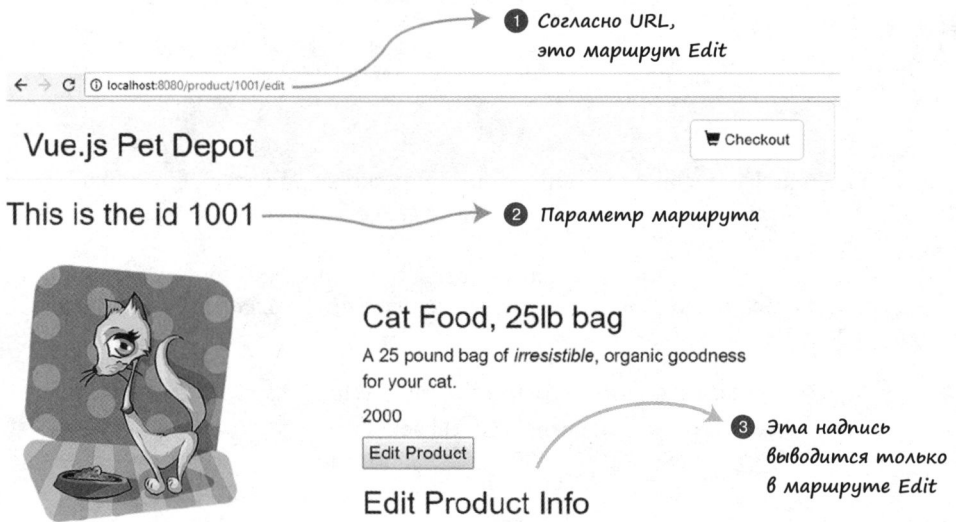 1 Согласно URL,
это маршрут Edit
localhost:8080/product/1001/edit
Vue.js Pet Depot
Checkout
This is the id 1001
2 Параметр маршрута
Cat Food, 25lb bag
A 25 pound bag of irresistible, organic goodness
for your cat.
2000
Edit Product
3 Эта надпись
выводится только
в маршруте Edit
Edit Product Info